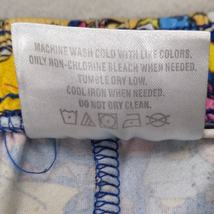 MACHINE WASH COLD WITH LIKE COLORS.
ONLY NON-CHLORINE BLEACH WHEN NEEDED.
TUMBLE DRY LOW.
COOL IRON WHEN NEEDED.
DO NOT DRY CLEAN.